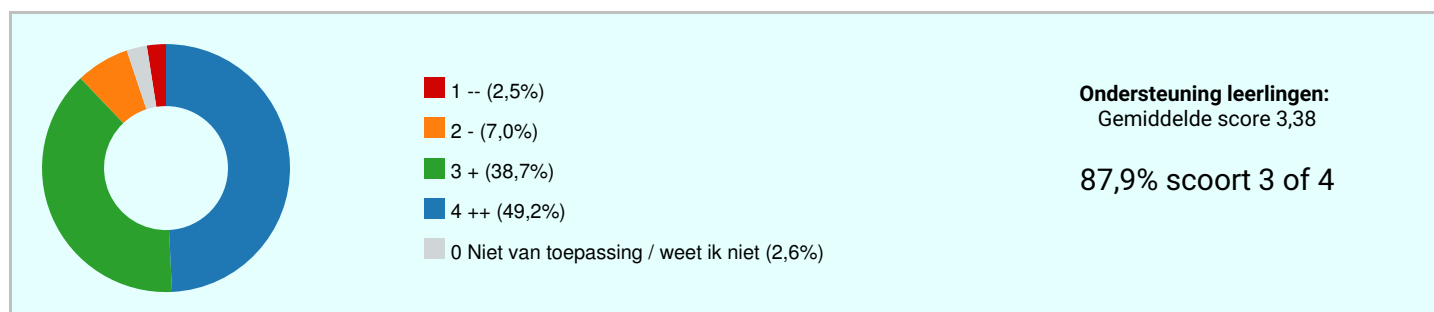 1 -- (2,5%)
2 - (7,0%)
3 + (38,7%)
4 ++ (49,2%)
0 Niet van toepassing / weet ik niet (2,6%)
Ondersteuning leerlingen:
Gemiddelde score 3,38
87,9% scoort 3 of 4